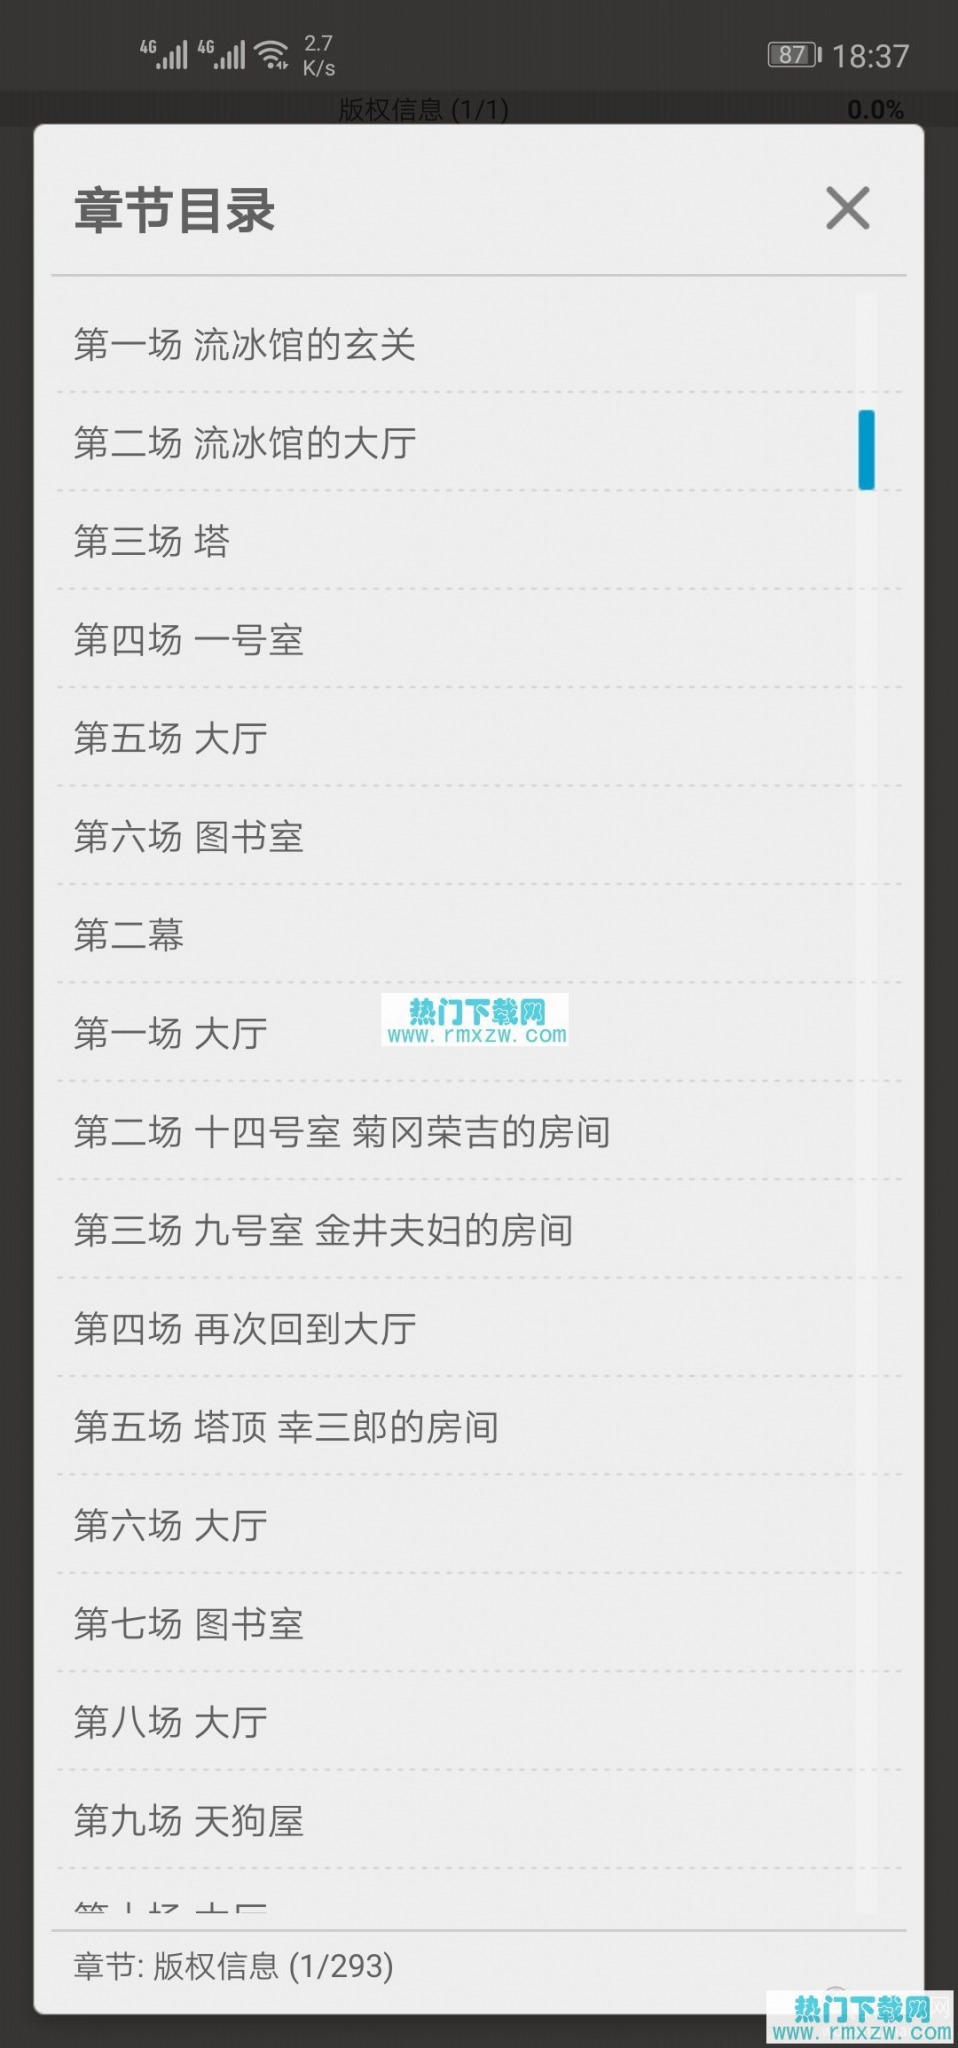 4G 4G 2.7 K/s 87 18:37
版权信息 (1/1) 0.0%
章节目录
第一场 流冰馆的玄关
第二场 流冰馆的大厅
第三场 塔
第四场 一号室
第五场 大厅
第六场 图书室
第二幕
第一场 大厅
热门下载网
www.rmxzw.com
第二场 十四号室 菊冈荣吉的房间
第三场 九号室 金井夫妇的房间
第四场 再次回到大厅
第五场 塔顶 幸三郎的房间
第六场 大厅
第七场 图书室
第八场 大厅
第九场 天狗屋
章节: 版权信息 (1/293)
热门下载网
www.rmxzw.com